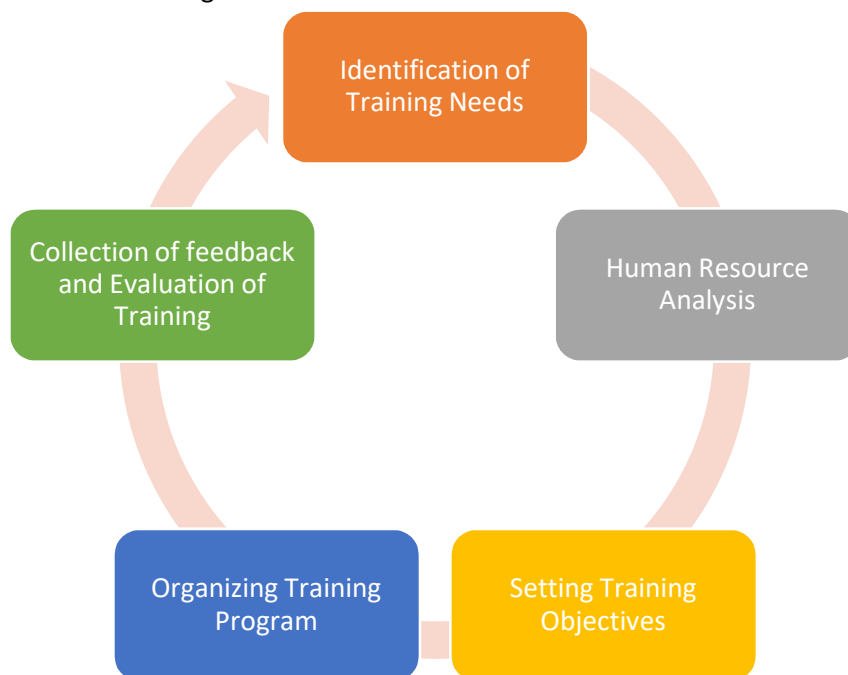 Identification of
Training Needs
Human Resource
Analysis
Setting Training
Objectives
Organizing Training
Program
Collection of feedback
and Evaluation of
Training